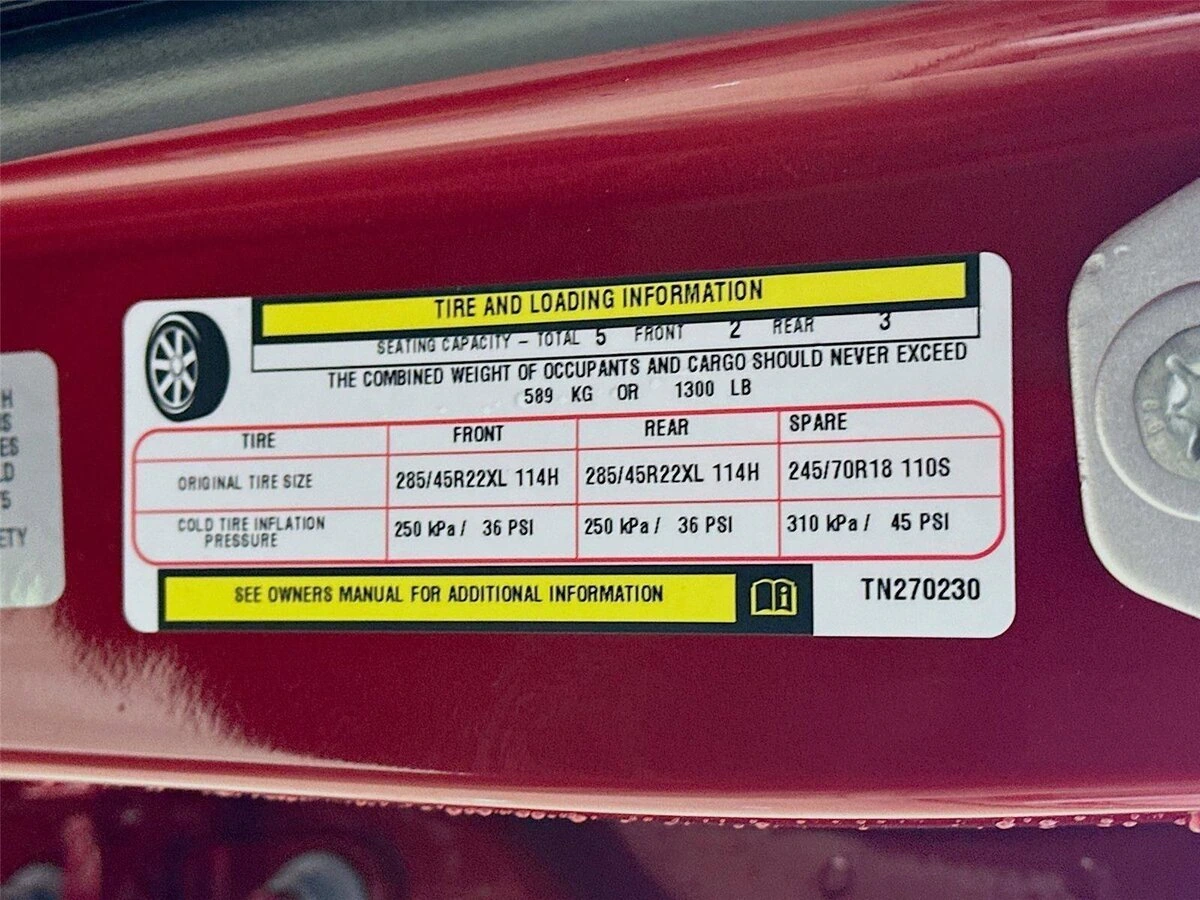 TIRE AND LOADING INFORMATION
SEATING CAPACITY – TOTAL 5 FRONT 2 REAR 3
THE COMBINED WEIGHT OF OCCUPANTS AND CARGO SHOULD NEVER EXCEED
589 KG OR 1300 LB
TIRE FRONT REAR SPARE
ORIGINAL TIRE SIZE 285/45R22XL 114H 285/45R22XL 114H 245/70R18 110S
COLD TIRE INFLATION
PRESSURE 250 kPa / 36 PSI 250 kPa / 36 PSI 310 kPa / 45 PSI
SEE OWNERS MANUAL FOR ADDITIONAL INFORMATION
TN270230